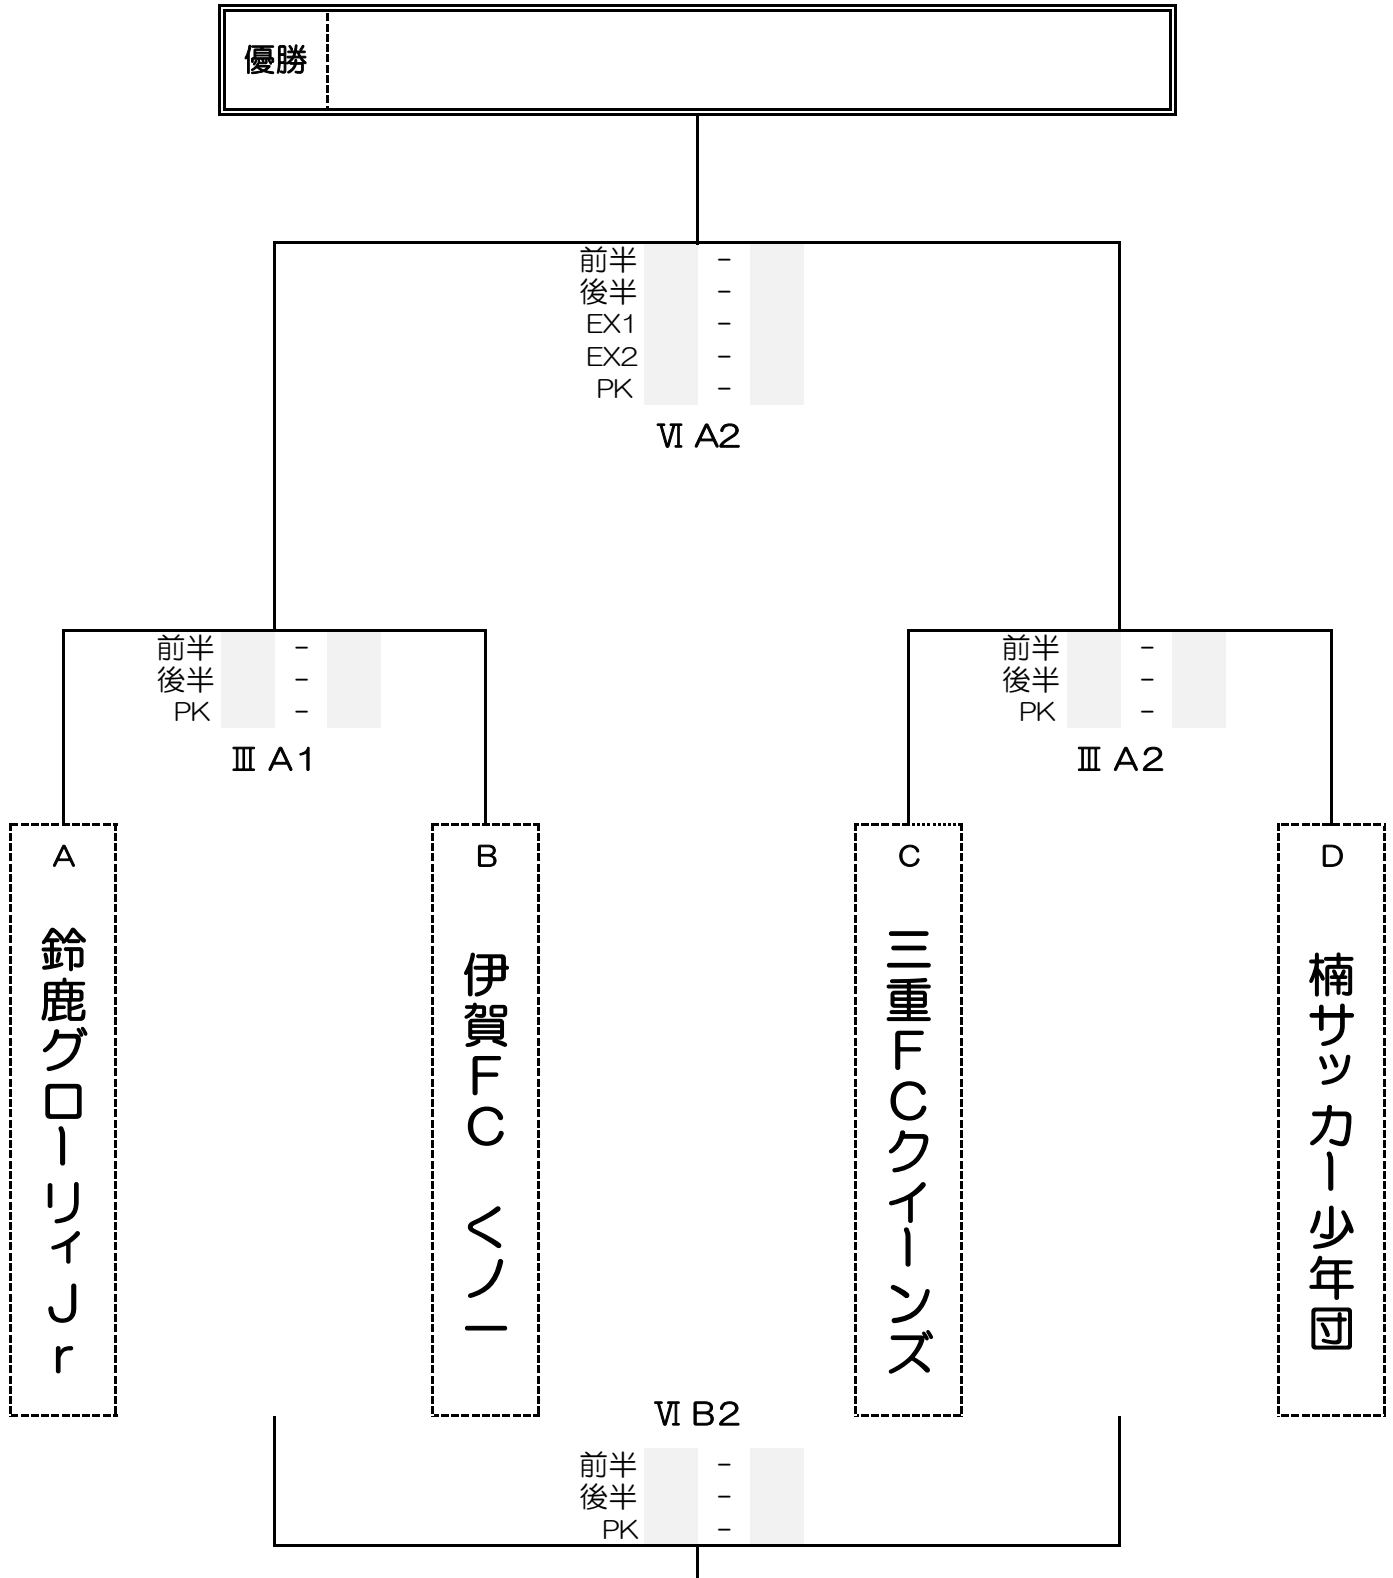 優勝
前半 -
後半 -
EX1 -
EX2 -
PK -
Ⅵ A2
前半 -
後半 -
PK -
Ⅲ A1
前半 -
後半 -
PK -
Ⅲ A2
A
鈴鹿グローリィJr
B
伊賀FC くノ一
C
三重FCクイーンズ
D
楠サッカー少年団
Ⅵ B2
前半 -
後半 -
PK -